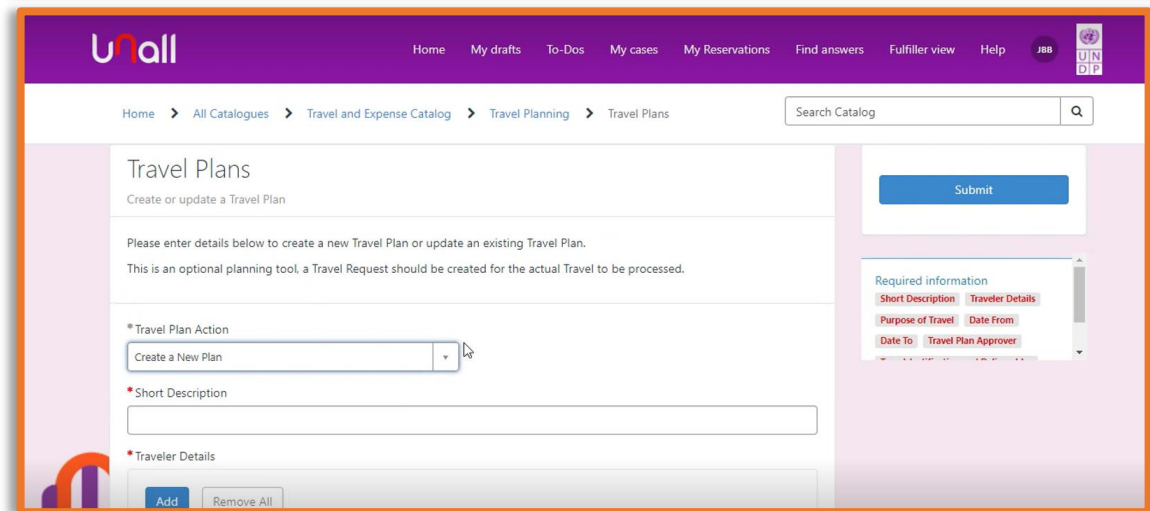 unall
Home My drafts To-Dos My cases My Reservations Find answers Fulfiller view Help JBB
UN
DP
Home > All Catalogues > Travel and Expense Catalog > Travel Planning > Travel Plans
Search Catalog
Travel Plans
Create or update a Travel Plan
Submit
Please enter details below to create a new Travel Plan or update an existing Travel Plan.
This is an optional planning tool, a Travel Request should be created for the actual Travel to be processed.
Required information
Short Description Traveler Details
Purpose of Travel Date From
Date To Travel Plan Approver
*Travel Plan Action
Create a New Plan
*Short Description
*Traveler Details
Add Remove All